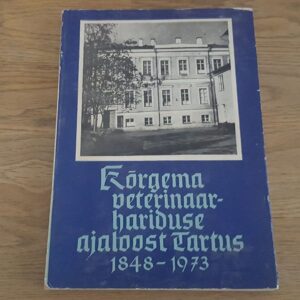 Kõrgema
veterinaar-
hariduse
ajaloost Tartus
1848-1973